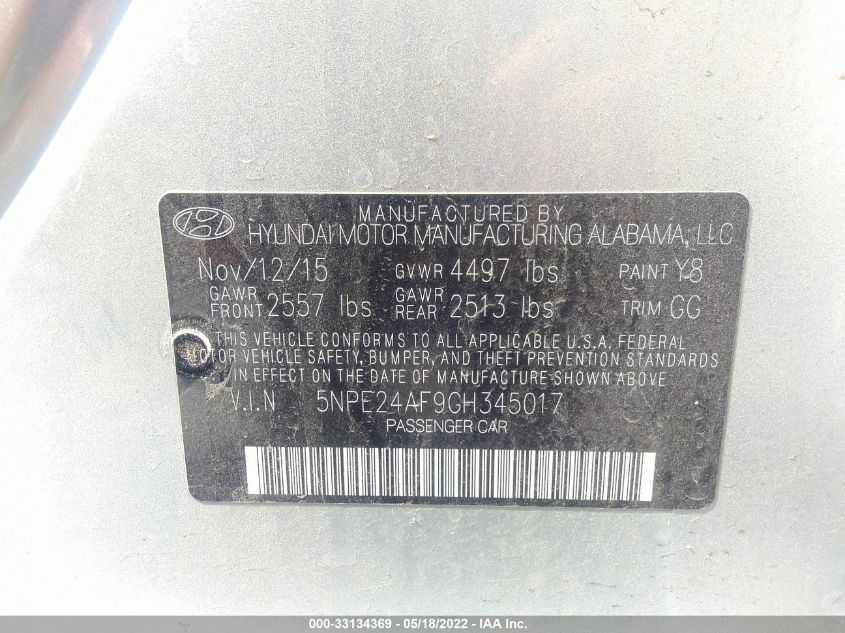 MANUFACTURED BY
HYUNDAI MOTOR MANUFACTURING ALABAMA, LLC
Nov/12/15 GVWR 4497 lbs PAINT Y8
GAWR FRONT 2557 lbs GAWR REAR 2513 lbs TRIM GG
THIS VEHICLE CONFORMS TO ALL APPLICABLE U.S.A. FEDERAL
MOTOR VEHICLE SAFETY, BUMPER, AND THEFT PREVENTION STANDARDS
IN EFFECT ON THE DATE OF MANUFACTURE SHOWN ABOVE
V.I.N 5NPE24AF9GH345017
PASSENGER CAR
000-33134369 - 05/18/2022 - IAA Inc.